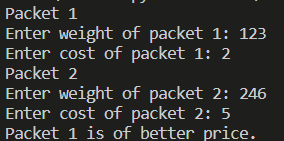 Packet 1
Enter weight of packet 1: 123
Enter cost of packet 1: 2
Packet 2
Enter weight of packet 2: 246
Enter cost of packet 2: 5
Packet 1 is of better price.